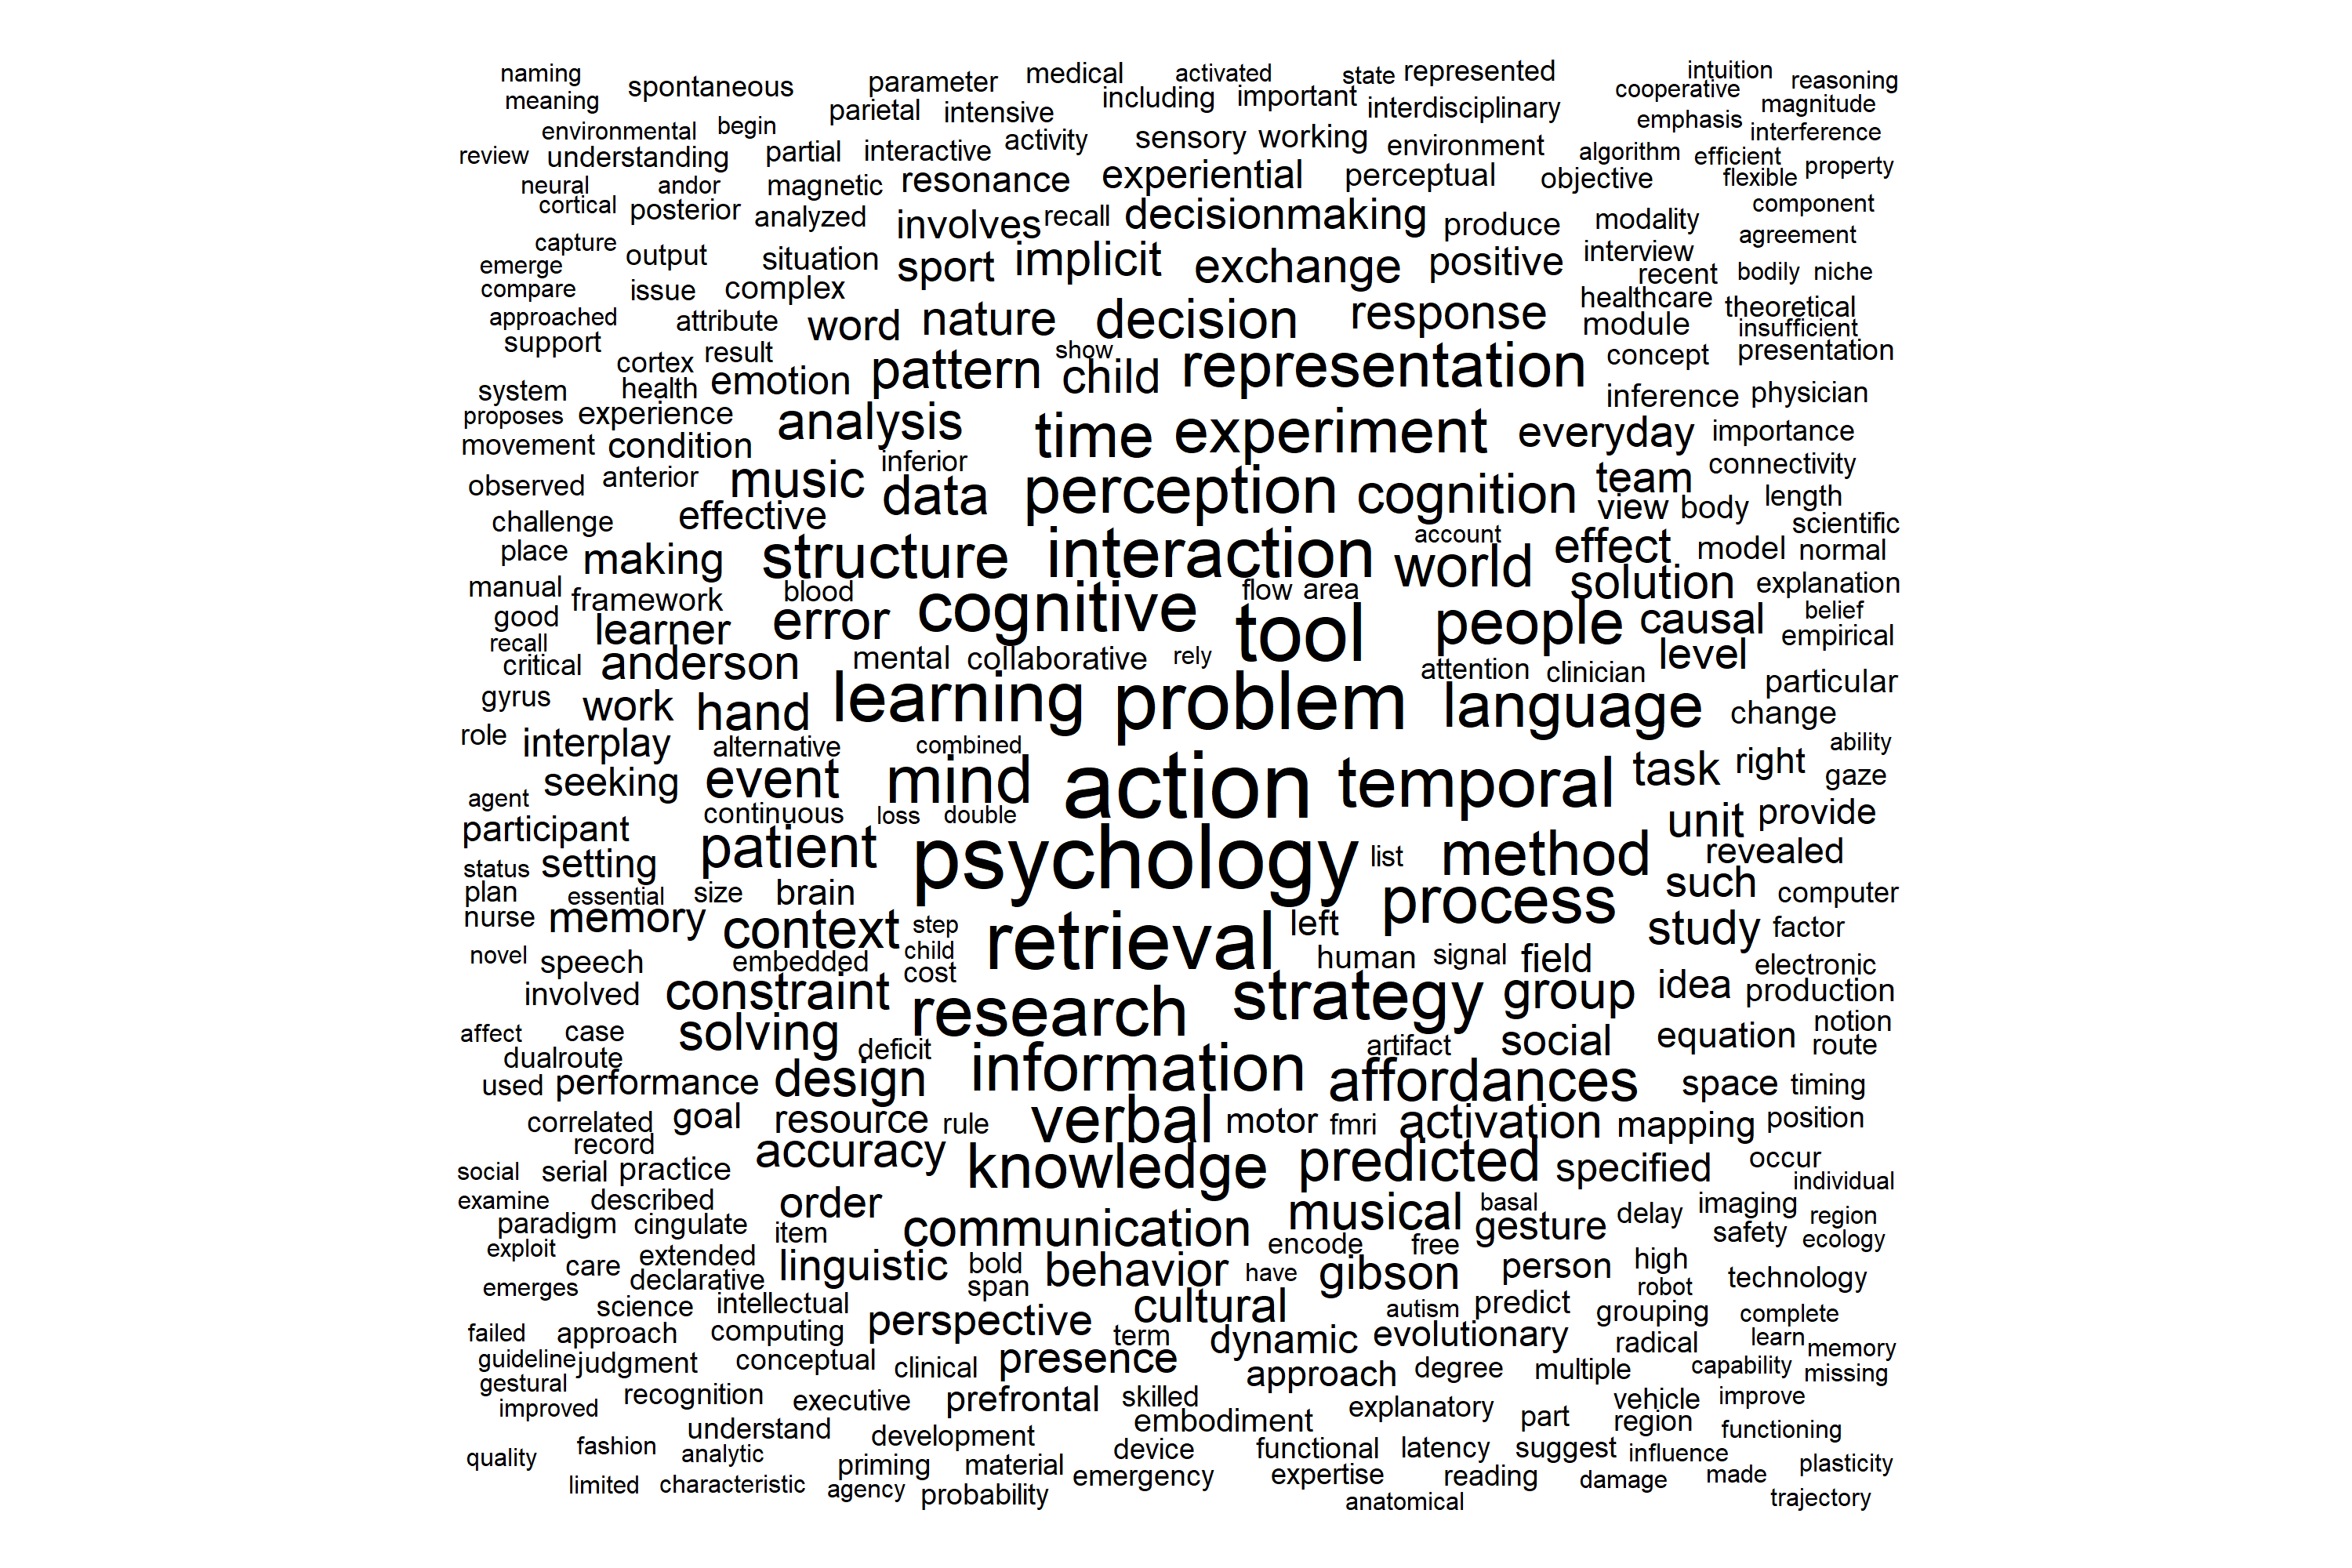 naming spontaneous parameter medical activated state represented intuition reasoning
meaning parietal intensive including important interdisciplinary cooperative magnitude
environmental begin activity sensory working environment emphasis interference
review understanding partial interactive algorithm efficient property
neural andor magnetic resonance experiential perceptual objective flexible
cortical posterior analyzed involves recall decisionmaking produce modality component
capture output situation sport implicit exchange positive interview agreement
emerge recent bodily niche
compare issue complex healthcare theoretical
approached attribute word nature decision response module insufficient
support cortex result pattern show child representation concept presentation
system health emotion inference physician
proposes experience analysis time experiment everyday importance
movement condition inferior team connectivity
observed anterior music data perception cognition view body length
challenge effective account scientific
place making structure interaction world effect model normal
manual framework blood cognitive flow area solution explanation
good learner error tool people causal belief
recall empirical
critical anderson mental collaborative rely attention clinician level
gyrus work hand learning problem language particular
change
role interplay alternative combined ability
seeking event mind action temporal task right gaze
agent continuous loss double
participant patient psychology list method unit provide
status setting revealed
plan essential size brain process such computer
nurse memory context step retrieval left study factor
novel speech embedded child human signal field electronic
involved constraint cost research strategy group idea production
affect case solving deficit artifact social equation notion
dualroute route
used performance design information affordances space timing
correlated goal resource rule verbal motor fmri activation mapping position
record accuracy
social serial practice knowledge predicted specified occur
individual
examine described order musical basal imaging
paradigm cingulate item communication gesture delay safety region
exploit extended encode free ecology
care linguistic bold behavior have gibson person high
emerges declarative span robot technology
science intellectual perspective cultural autism predict grouping complete
failed approach computing term dynamic evolutionary radical learn memory
guideline judgment conceptual clinical presence approach degree multiple capability missing
gestural
improved recognition executive prefrontal skilled explanatory vehicle improve
understand development embodiment part region functioning
quality fashion analytic device functional latency suggest influence
priming material emergency expertise reading damage made plasticity
limited characteristic agency probability anatomical trajectory